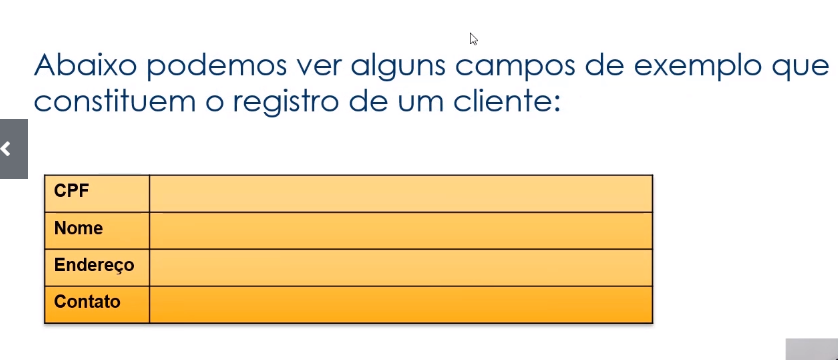 Abaixo podemos ver alguns campos de exemplo que
constituem o registro de um cliente:
CPF
Nome
Endereço
Contato